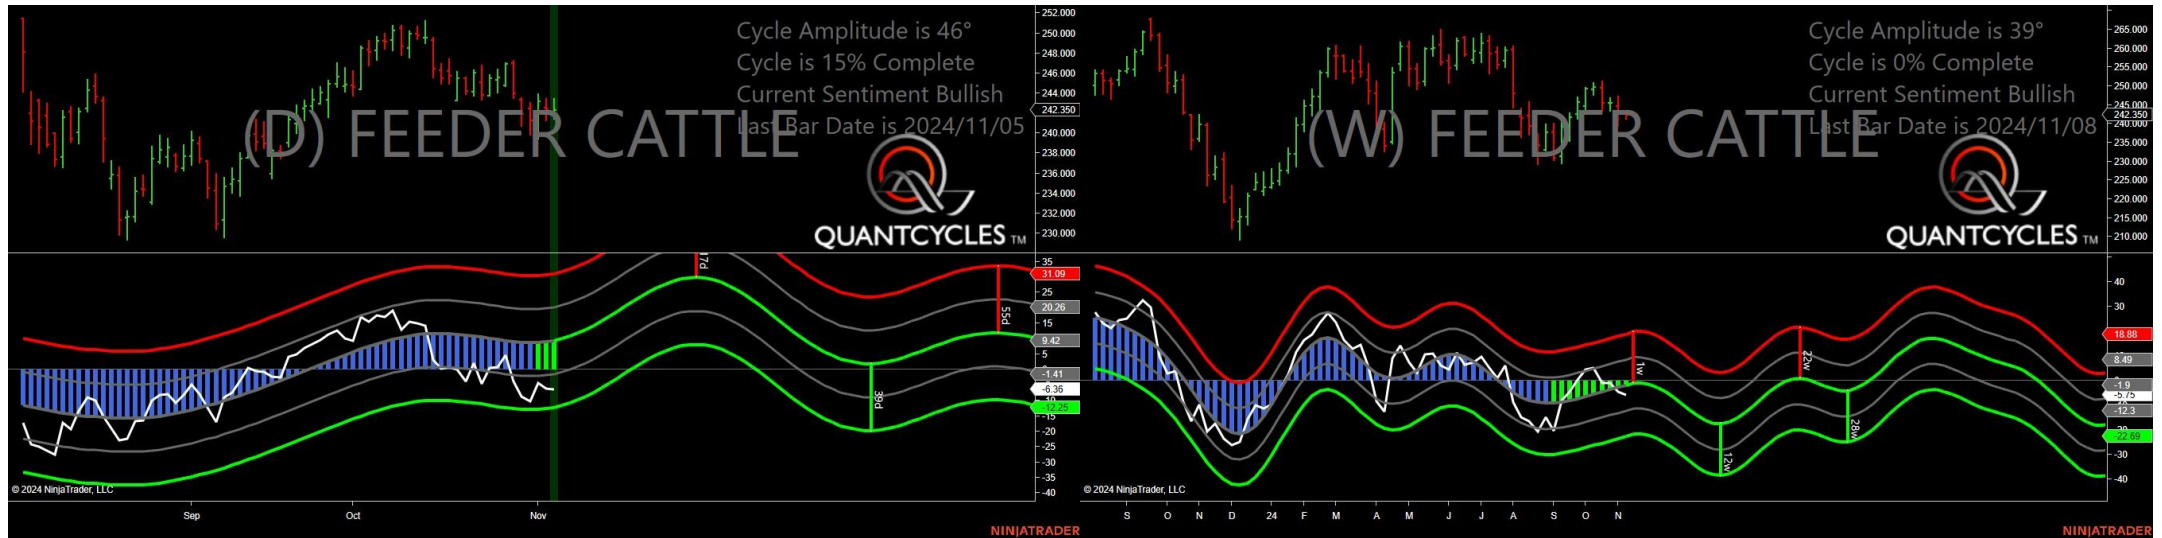 Cycle Amplitude is 46°
Cycle is 15% Complete
Current Sentiment Bullish
Last Bar Date is 2024/11/05
(D) FEEDER CATTLE
QUANTCYCLES TM
252.000
250.000
248.000
246.000
244.000
242.350
240.000
238.000
236.000
234.000
232.000
230.000
17d
55d
39d
35
31.09
25
20.26
15
9.42
5
-1.41
-6.36
-12.25
-15
-20
-25
-30
-35
-40
© 2024 NinjaTrader, LLC
Sep
Oct
Nov
NINJATRADER
Cycle Amplitude is 39°
Cycle is 0% Complete
Current Sentiment Bullish
Last Bar Date is 2024/11/08
(W) FEEDER CATTLE
QUANTCYCLES TM
265.000
260.000
255.000
250.000
245.000
242.350
240.000
235.000
230.000
225.000
220.000
215.000
210.000
1w
22w
12w
28w
40
30
18.88
8.49
-1.9
-5.75
-12.3
-22.69
-30
-40
© 2024 NinjaTrader, LLC
S O N D 24 F M A M J J A S O N
NINJATRADER